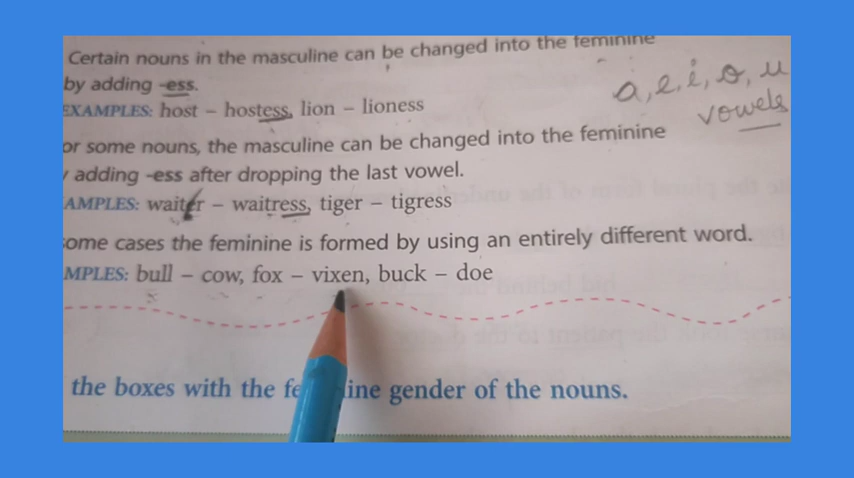 Certain nouns in the masculine can be changed into the feminine
by adding -ess.
EXAMPLES: host – hostess, lion – lioness
a, e, i, o, u
vowels
or some nouns, the masculine can be changed into the feminine
adding -ess after dropping the last vowel.
AMPLES: waiter – waitress, tiger – tigress
ome cases the feminine is formed by using an entirely different word.
MPLES: bull – cow, fox – vixen, buck – doe
the boxes with the fe ine gender of the nouns.